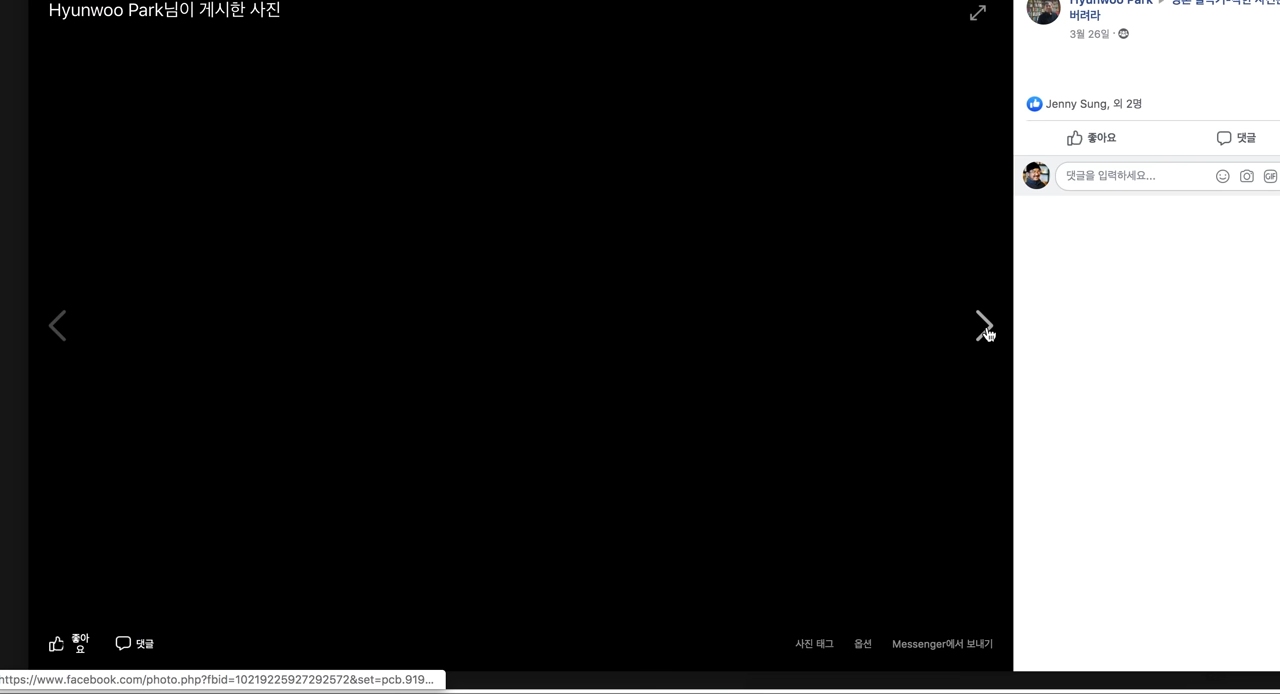 Hyunwoo Park님이 게시한 사진
Hyunwoo Park
버려라
3월 26일 ·
Jenny Sung, 외 2명
좋아요
댓글
댓글을 입력하세요...
GIF
좋아
요
댓글
사진 태그
옵션
Messenger에서 보내기
https://www.facebook.com/photo.php?fbid=10219225927292572&set=pcb.919...